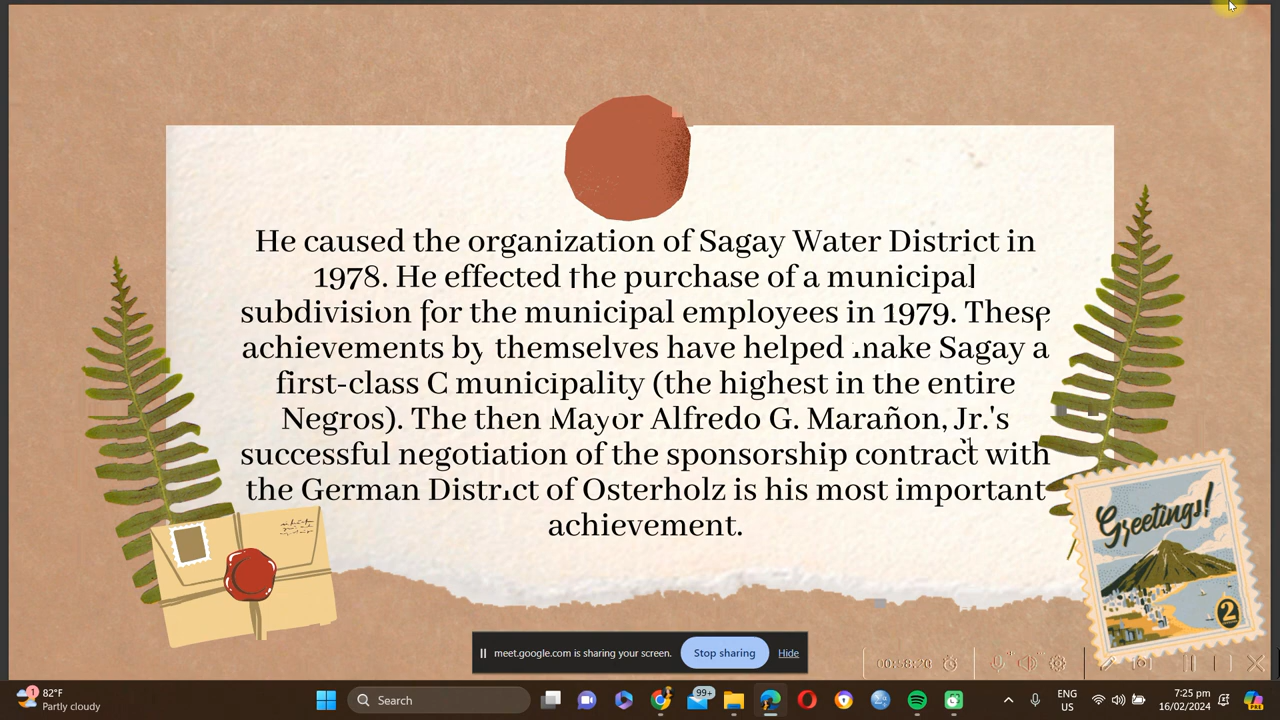 He caused the organization of Sagay Water District in
1978. He effected the purchase of a municipal
subdivision for the municipal employees in 1979. These
achievements by themselves have helped make Sagay a
first-class C municipality (the highest in the entire
Negros). The then Mayor Alfredo G. Marañon, Jr.'s
successful negotiation of the sponsorship contract with
the German District of Osterholz is his most important
achievement.
Greetings!
2
meet.google.com is sharing your screen.
Stop sharing
Hide
1
82°F
Partly cloudy
Search
99+
ENG
US
7:25 pm
16/02/2024
PRE